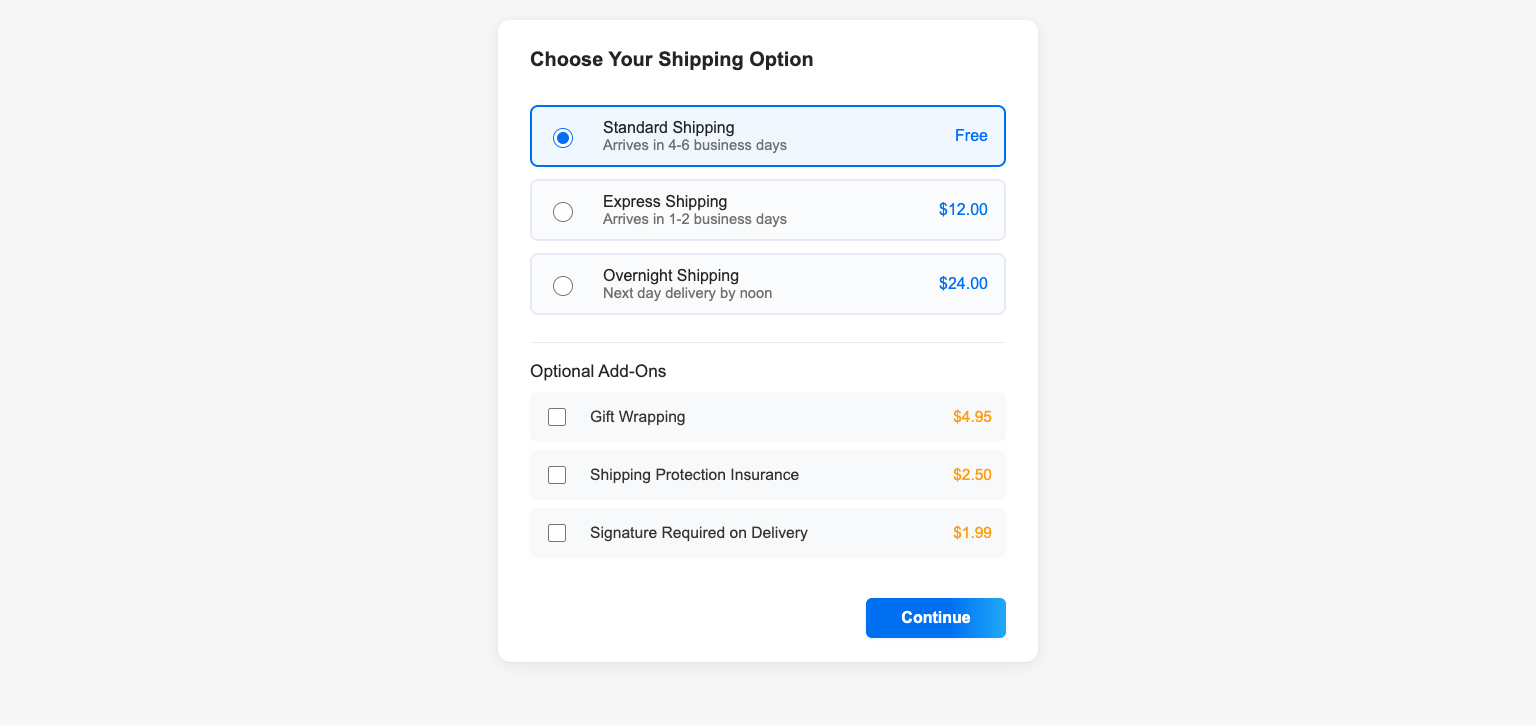 Choose Your Shipping Option
Standard Shipping
Arrives in 4-6 business days
Free
Express Shipping
Arrives in 1-2 business days
$12.00
Overnight Shipping
Next day delivery by noon
$24.00
Optional Add-Ons
Gift Wrapping $4.95
Shipping Protection Insurance $2.50
Signature Required on Delivery $1.99
Continue